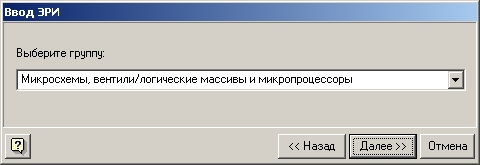 Ввод ЭРИ
Выберите группу:
Микросхемы, вентили/логические массивы и микропроцессоры
? << Назад Далее >> Отмена